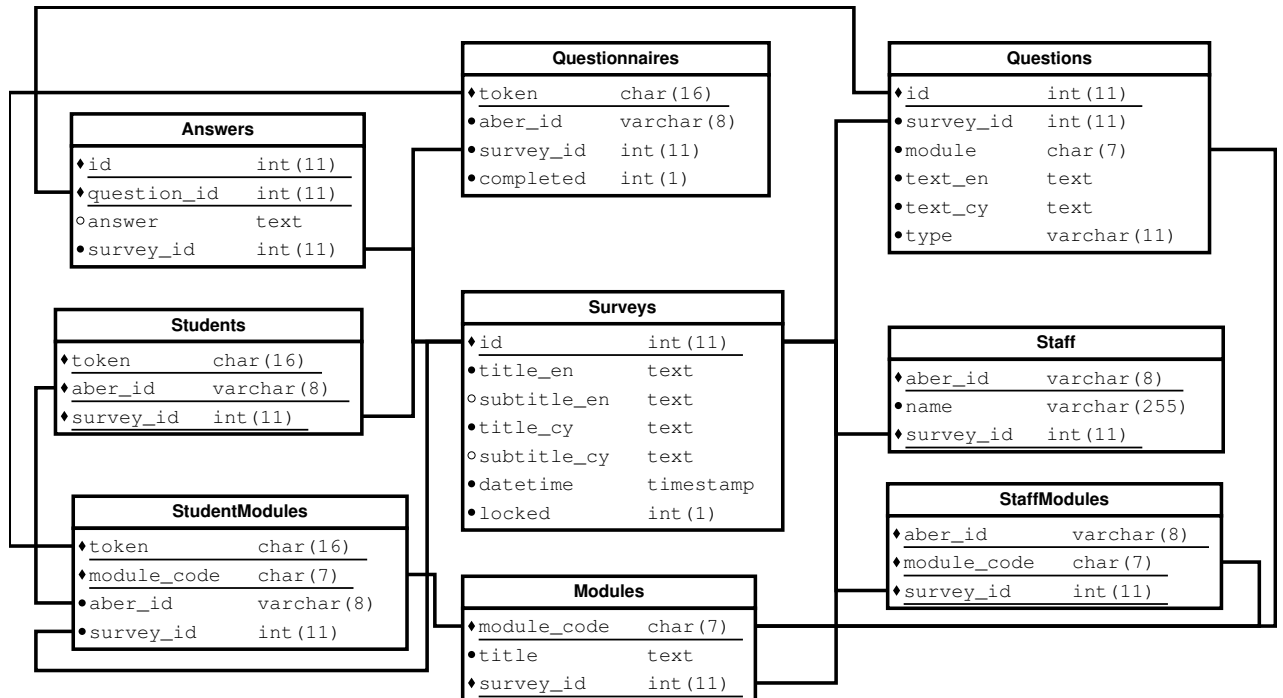 Questionnaires
token char(16)
aber_id varchar(8)
survey_id int(11)
completed int(1)
Questions
id int(11)
survey_id int(11)
module char(7)
text_en text
text_cy text
type varchar(11)
Answers
id int(11)
question_id int(11)
answer text
survey_id int(11)
Surveys
id int(11)
title_en text
subtitle_en text
title_cy text
subtitle_cy text
datetime timestamp
locked int(1)
Students
token char(16)
aber_id varchar(8)
survey_id int(11)
Staff
aber_id varchar(8)
name varchar(255)
survey_id int(11)
StudentModules
token char(16)
module_code char(7)
aber_id varchar(8)
survey_id int(11)
StaffModules
aber_id varchar(8)
module_code char(7)
survey_id int(11)
Modules
module_code char(7)
title text
survey_id int(11)